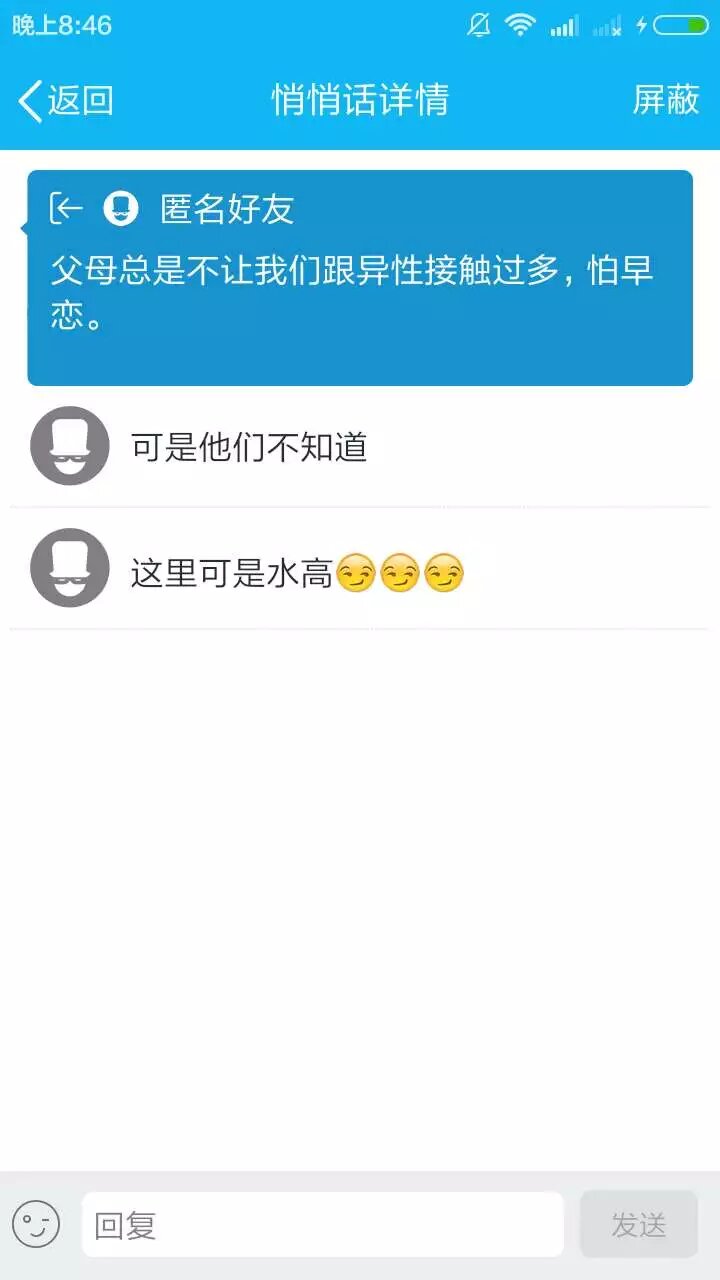 晚上8:46
返回
悄悄话详情
屏蔽
匿名好友
父母总是不让我们跟异性接触过多，怕早
恋。
可是他们不知道
这里可是水高😏😏😏
回复
发送